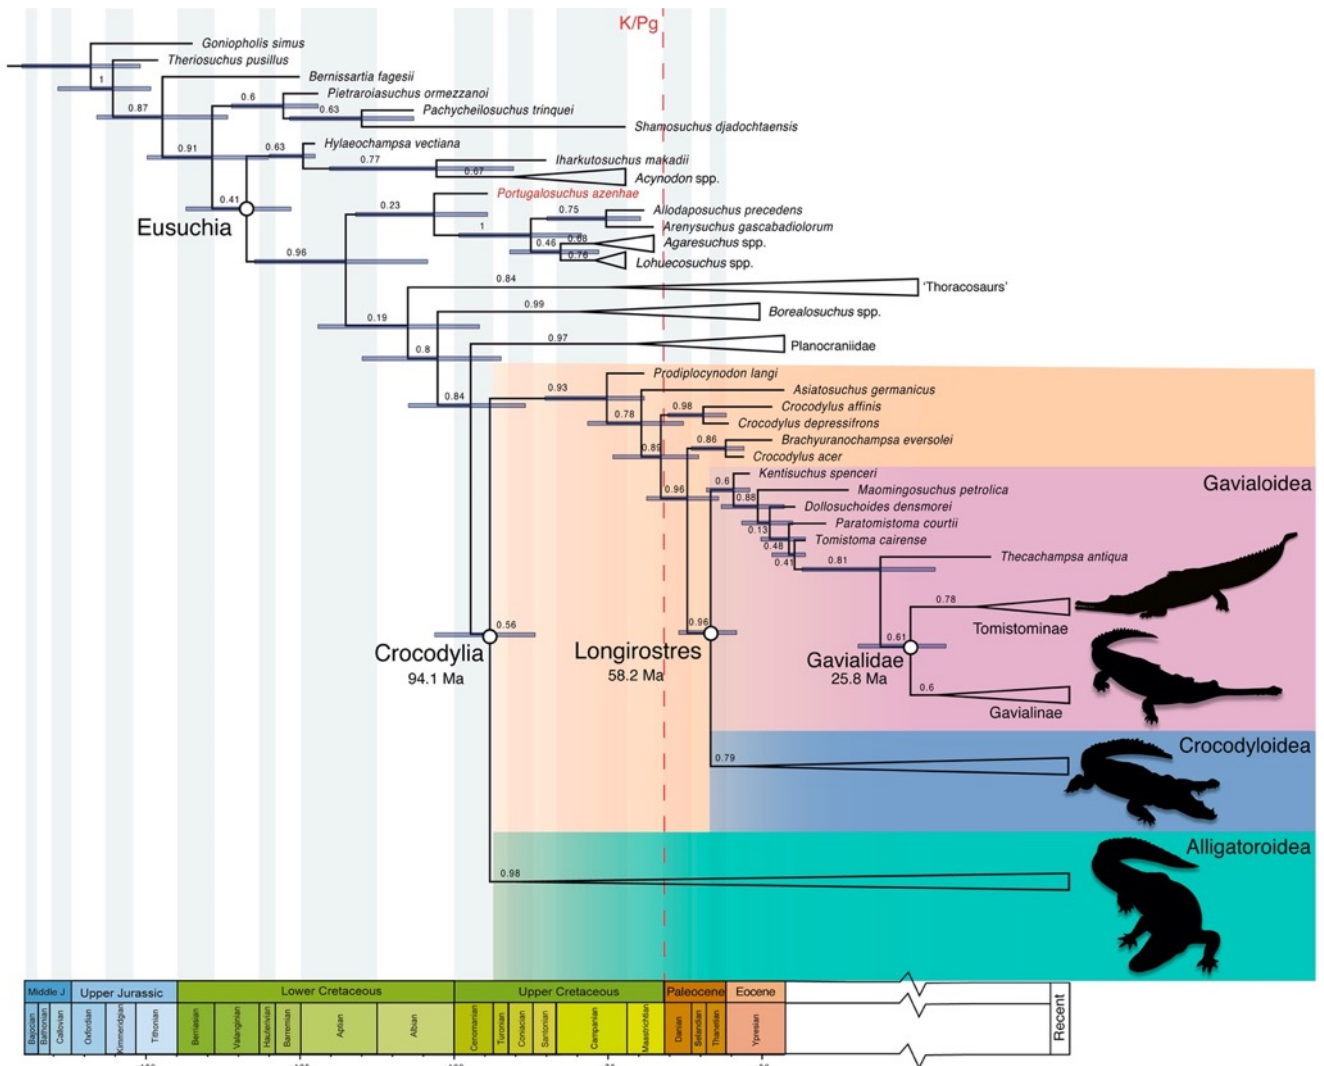 K/Pg
Goniopholis simus
Theriosuchus pusillus
1
Bernissartia fagesii
0.87
Pietraroiasuchus ormezzanoi
0.6
Pachycheilosuchus trinquei
0.63
Shamosuchus djadochtaensis
0.91
Hylaeochampsa vectiana
0.63
Iharkutosuchus makadii
0.77
0.67
Acynodon spp.
0.41
Eusuchia
Portugalosuchus azenhae
0.23
Allodaposuchus precedens
0.75
Arenysuchus gascabadiolorum
1
Agaresuchus spp.
0.46
0.68
Lohuecosuchus spp.
0.76
0.96
0.84
'Thoracosaurs'
0.99
Borealosuchus spp.
0.19
0.97
Planocraniidae
0.8
Prodiplocynodon langi
0.93
Asiatosuchus germanicus
0.84
Crocodylus affinis
0.98
0.78
Crocodylus depressifrons
Brachyuranochampsa eversolei
0.86
0.89
Crocodylus acer
Kentisuchus spenceri
Gavialoidea
0.6
Maomingosuchus petrolica
0.96
0.88
Dollosuchoides densmorei
Paratomistoma courtii
0.13
Tomistoma cairense
0.48
Thecachampsa antiqua
0.41
0.81
0.78
Tomistominae
0.56
0.96
0.61
Crocodylia
94.1 Ma
Longirostres
58.2 Ma
Gavialidae
25.8 Ma
0.6
Gavialinae
Crocodyloidea
0.79
Alligatoroidea
0.98
Middle J
Upper Jurassic
Lower Cretaceous
Upper Cretaceous
Paleocene
Eocene
Bajocian
Bathonian
Callovian
Oxfordian
Kimmeridgian
Tithonian
Berriasian
Valanginian
Hauterivian
Barremian
Aptian
Albian
Cenomanian
Turonian
Coniacian
Santonian
Campanian
Maastrichtian
Danian
Selandian
Thanetian
Ypresian
Recent